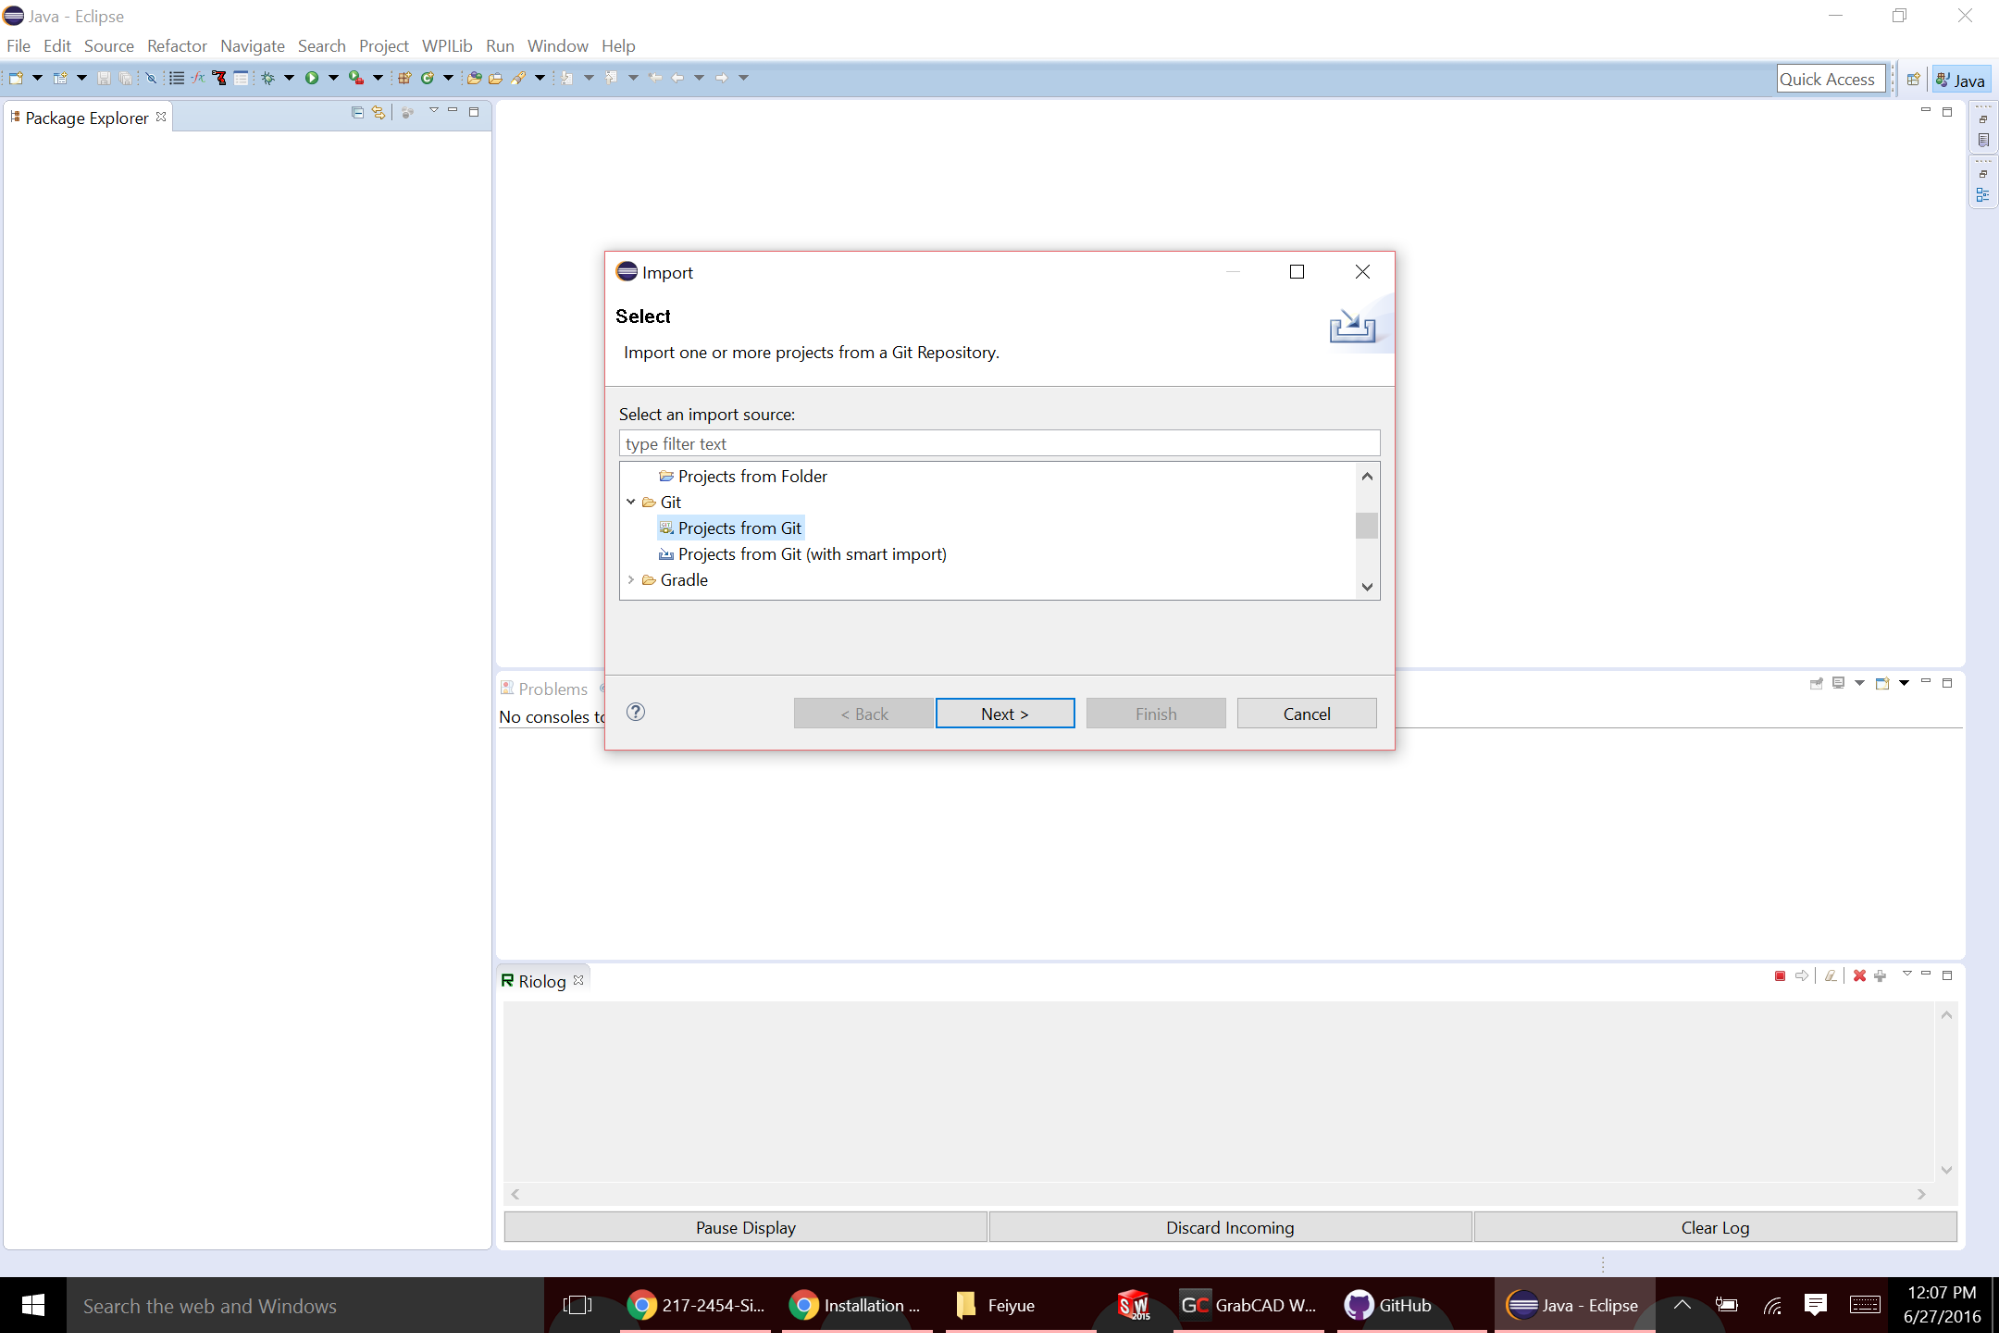 Java - Eclipse
File Edit Source Refactor Navigate Search Project WPILib Run Window Help
Quick Access
Java
Package Explorer
Import
Select
Import one or more projects from a Git Repository.
Select an import source:
type filter text
Projects from Folder
Git
Projects from Git
Projects from Git (with smart import)
Gradle
< Back Next > Finish Cancel
Problems
No consoles to
Riolog
Pause Display Discard Incoming Clear Log
Search the web and Windows
217-2454-Si...
Installation ...
Feiyue
SW 2015
GC GrabCAD W...
GitHub
Java - Eclipse
12:07 PM
6/27/2016